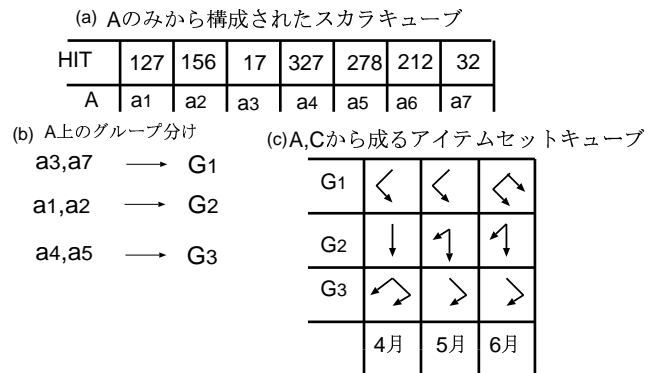 (a) Aのみから構成されたスカラキューブ
HIT 127 156 17 327 278 212 32
A a1 a2 a3 a4 a5 a6 a7
(b) A上のグループ分け
a3,a7 → G1
a1,a2 → G2
a4,a5 → G3
(c)A,Cから成るアイテムセットキューブ
G1
G2
G3
4月 5月 6月